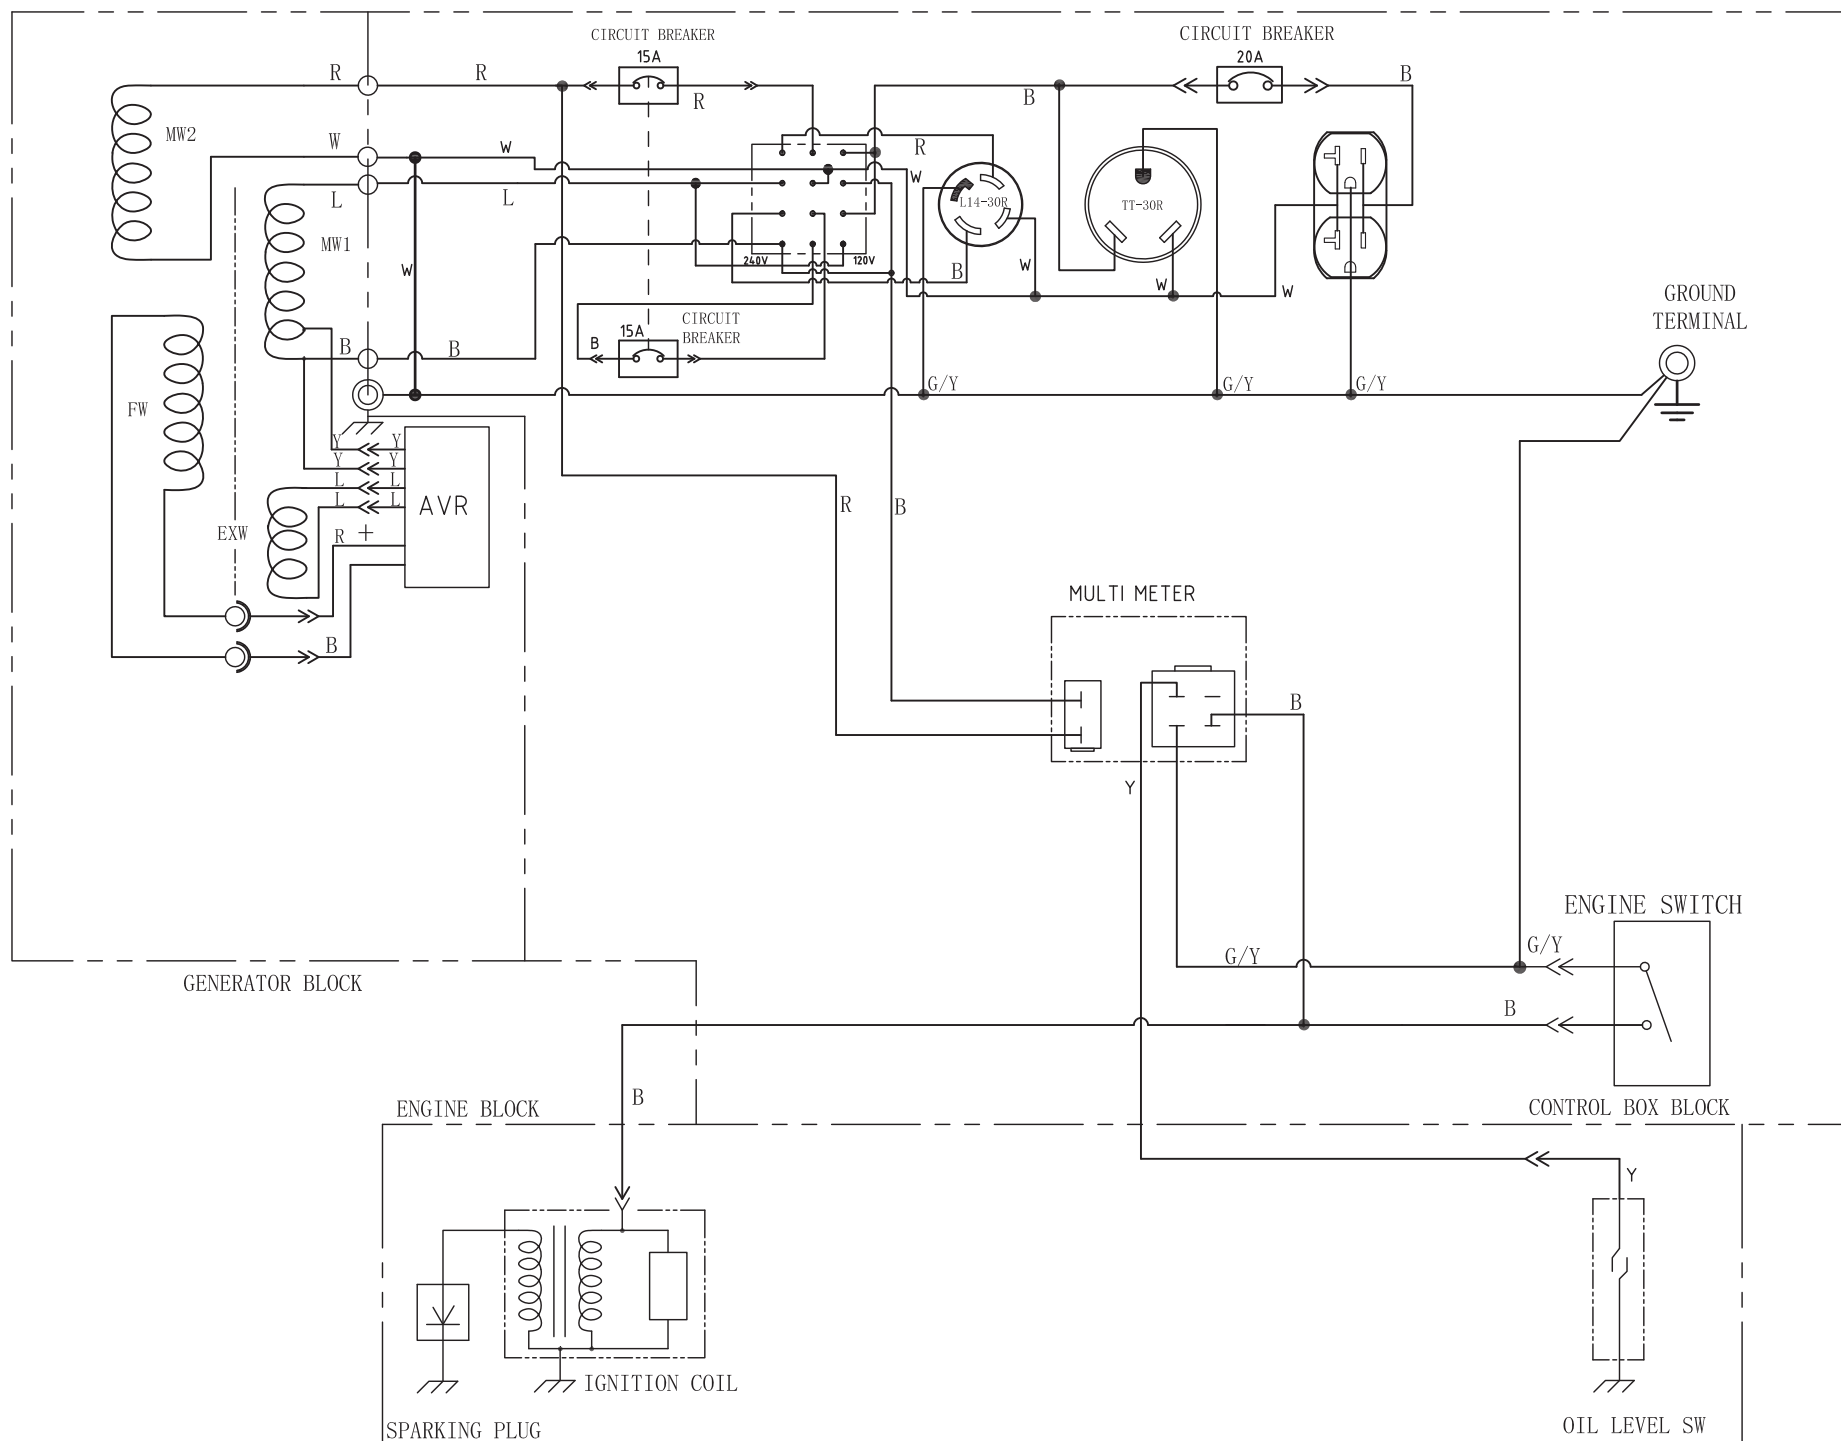 CIRCUIT BREAKER
15A
CIRCUIT BREAKER
20A
R
R
R
B
B
MW2
W
W
R
W
L
L
L14-30R
TT-30R
MW1
W
240V
120V
B
W
W
W
GROUND
TERMINAL
CIRCUIT
BREAKER
15A
B
B
B
G/Y
G/Y
G/Y
FW
Y
Y
Y
Y
L
L
L
L
AVR
R
B
EXW
R
+
B
MULTI METER
B
Y
ENGINE SWITCH
G/Y
G/Y
GENERATOR BLOCK
B
B
ENGINE BLOCK
CONTROL BOX BLOCK
Y
IGNITION COIL
SPARKING PLUG
OIL LEVEL SW